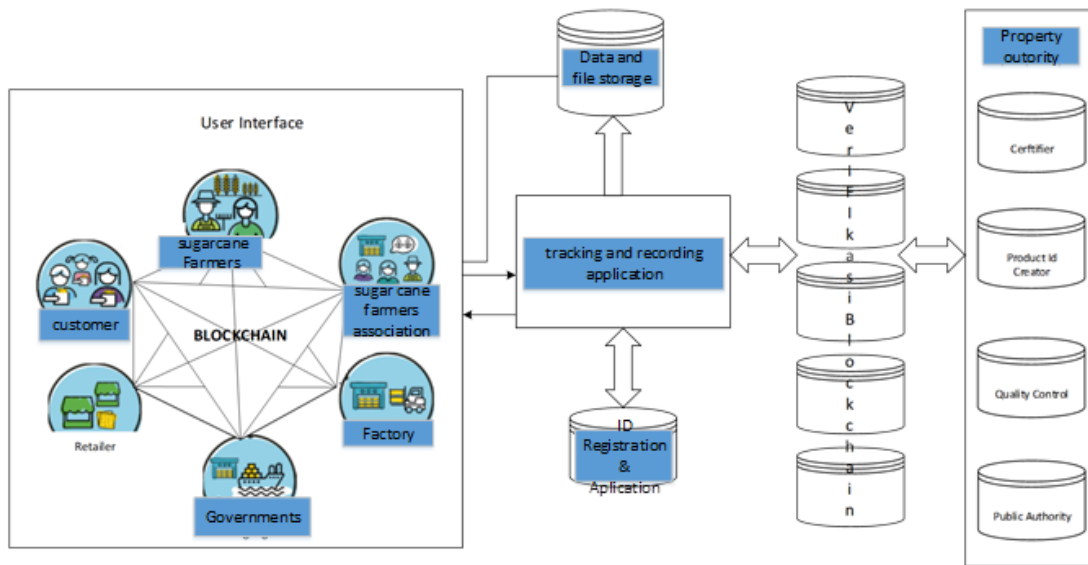 Data and
file storage
Property
outority
User Interface
sugarcane
Farmers
customer
sugar cane
farmers
association
BLOCKCHAIN
Retailer
Factory
Governments
tracking and recording
application
ID
Registration
&
Aplication
VerIFIkasiBlockchain
Cerftifier
Product Id
Creator
Quality Control
Public Authority